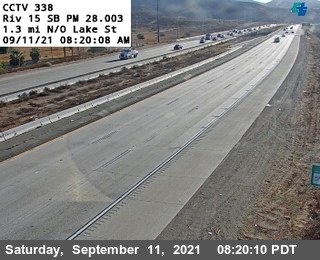 CCTV 338
Riv 15 SB PM 28.003
1.3 mi N/O Lake St
09/11/21 08:20:08 AM
Saturday, September 11, 2021 08:20:10 PDT